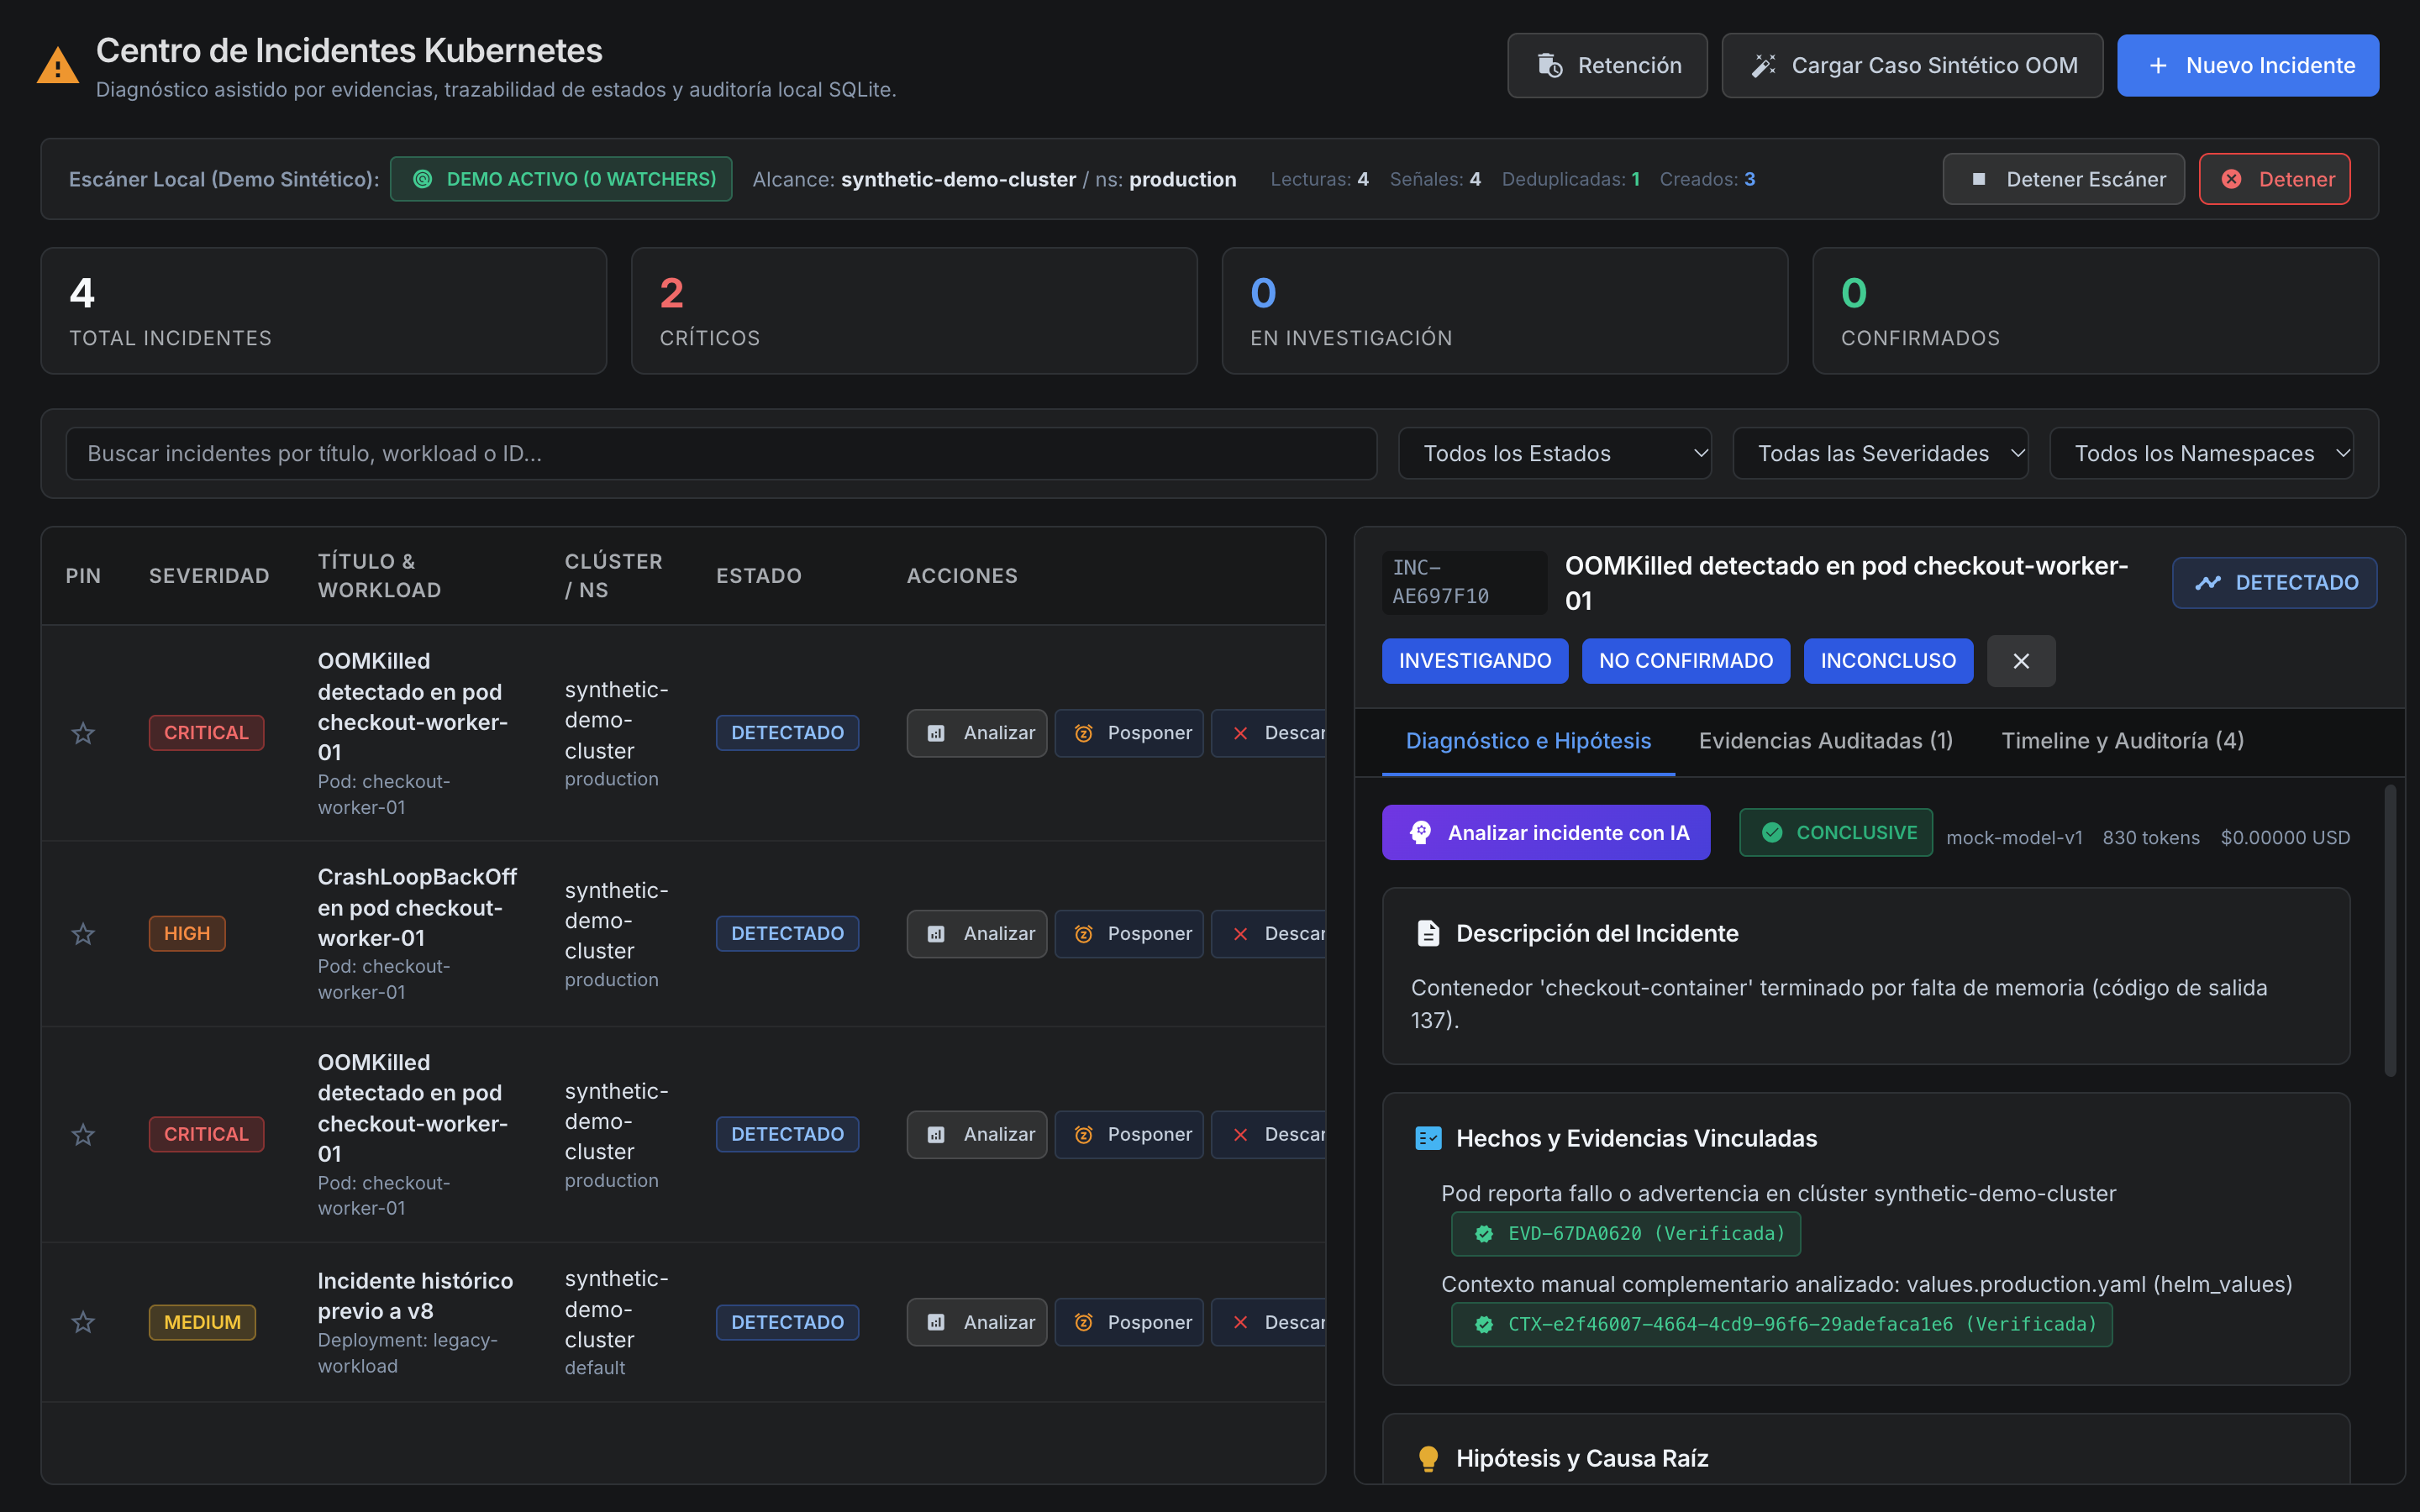 Centro de Incidentes Kubernetes
Diagnóstico asistido por evidencias, trazabilidad de estados y auditoría local SQLite.
Retención
Cargar Caso Sintético OOM
+ Nuevo Incidente
Escáner Local (Demo Sintético): DEMO ACTIVO (0 WATCHERS) Alcance: synthetic-demo-cluster / ns: production Lecturas: 4 Señales: 4 Deduplicadas: 1 Creados: 3
Detener Escáner
Detener
4
TOTAL INCIDENTES
2
CRÍTICOS
0
EN INVESTIGACIÓN
0
CONFIRMADOS
Buscar incidentes por título, workload o ID...
Todos los Estados
Todas las Severidades
Todos los Namespaces
PIN
SEVERIDAD
TÍTULO &
WORKLOAD
CLÚSTER
/ NS
ESTADO
ACCIONES
CRITICAL
OOMKilled
detectado en pod
checkout-worker-
01
Pod: checkout-
worker-01
synthetic-
demo-
cluster
production
DETECTADO
Analizar
Posponer
Descar
HIGH
CrashLoopBackOff
en pod checkout-
worker-01
Pod: checkout-
worker-01
synthetic-
demo-
cluster
production
DETECTADO
Analizar
Posponer
Descar
CRITICAL
OOMKilled
detectado en pod
checkout-worker-
01
Pod: checkout-
worker-01
synthetic-
demo-
cluster
production
DETECTADO
Analizar
Posponer
Descar
MEDIUM
Incidente histórico
previo a v8
Deployment: legacy-
workload
synthetic-
demo-
cluster
default
DETECTADO
Analizar
Posponer
Descar
INC-
AE697F10
OOMKilled detectado en pod checkout-worker-
01
DETECTADO
INVESTIGANDO
NO CONFIRMADO
INCONCLUSO
Diagnóstico e Hipótesis
Evidencias Auditadas (1)
Timeline y Auditoría (4)
Analizar incidente con IA
CONCLUSIVE
mock-model-v1 830 tokens $0.00000 USD
Descripción del Incidente
Contenedor 'checkout-container' terminado por falta de memoria (código de salida
137).
Hechos y Evidencias Vinculadas
Pod reporta fallo o advertencia en clúster synthetic-demo-cluster
EVD-67DA0620 (Verificada)
Contexto manual complementario analizado: values.production.yaml (helm_values)
CTX-e2f46007-4664-4cd9-96f6-29adefaca1e6 (Verificada)
Hipótesis y Causa Raíz